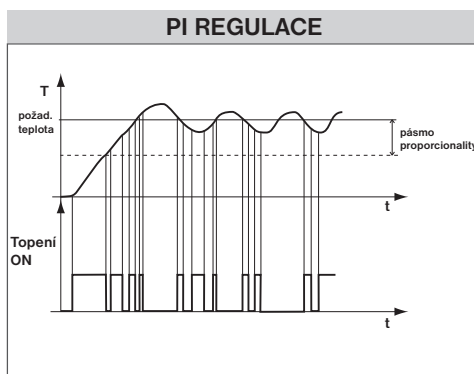 PI REGULACE
T
požad.
teplota
pásmo
proporcionality
t
Topení
ON
t